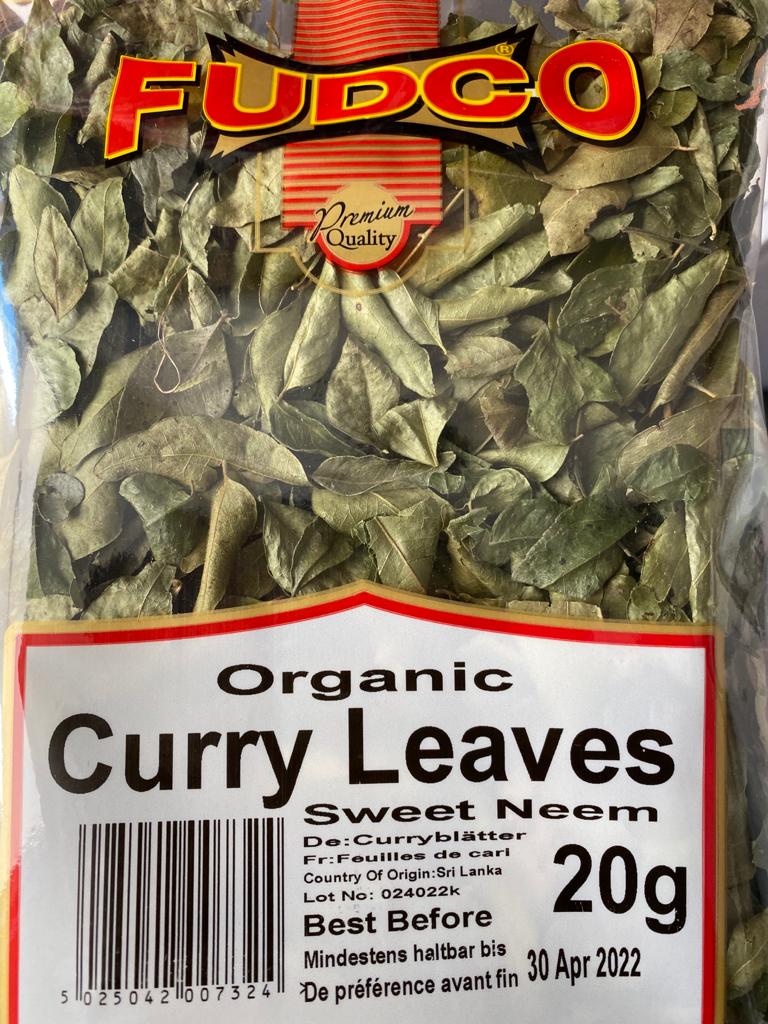 FUDCO®
Premium
Quality
Organic
Curry Leaves
Sweet Neem
De:Curryblätter
Fr:Feuilles de cari
Country Of Origin:Sri Lanka
Lot No: 024022k
20g
Best Before
Mindestens haltbar bis
De préférence avant fin
30 Apr 2022
5 025042 007324